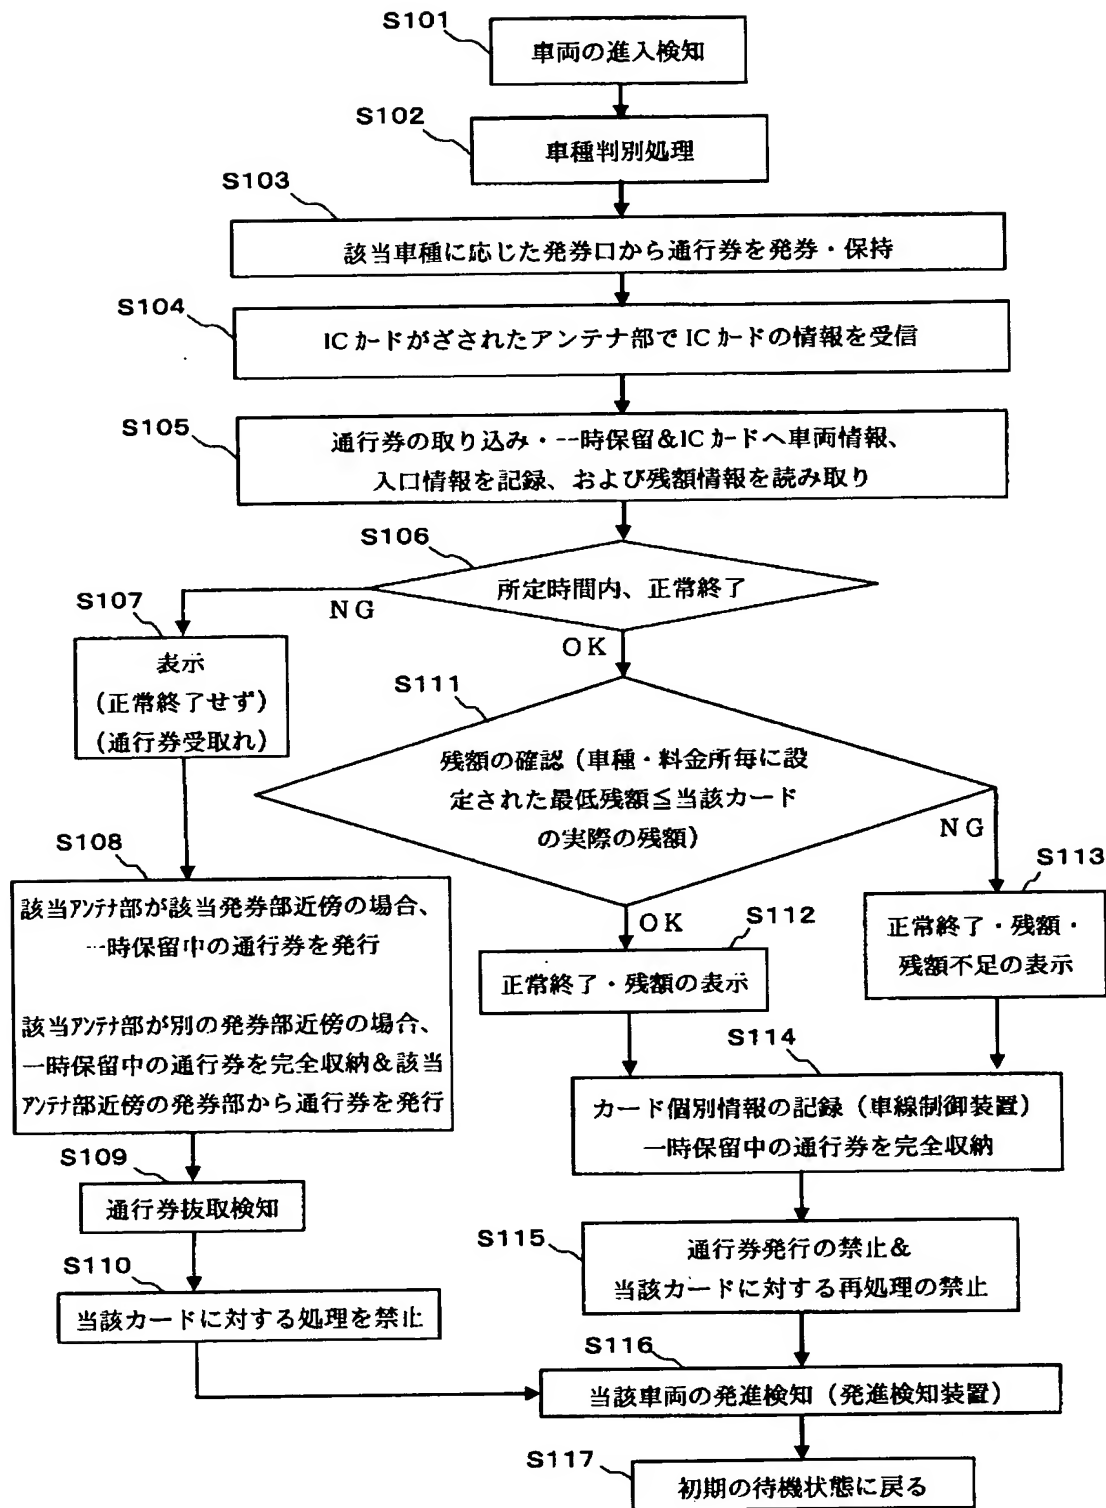 S101
車両の進入検知
S102
車種判別処理
S103
該当車種に応じた発券口から通行券を発券・保持
S104
ICカードがざされたアンテナ部でICカードの情報を受信
S105
通行券の取り込み・一時保留&ICカードへ車両情報、
入口情報を記録、および残額情報を読み取り
S106
所定時間内、正常終了
NG
OK
S107
表示
(正常終了せず)
(通行券受取れ)
S111
残額の確認(車種・料金所毎に設
定された最低残額≦当該カード
の実際の残額)
NG
OK
S108
該当アンテナ部が該当発券部近傍の場合、
一時保留中の通行券を発行
該当アンテナ部が別の発券部近傍の場合、
一時保留中の通行券を完全収納&該当
アンテナ部近傍の発券部から通行券を発行
S112
正常終了・残額の表示
S113
正常終了・残額・
残額不足の表示
S114
カード個別情報の記録(車線制御装置)
一時保留中の通行券を完全収納
S109
通行券抜取検知
S115
通行券発行の禁止&
当該カードに対する再処理の禁止
S110
当該カードに対する処理を禁止
S116
当該車両の発進検知(発進検知装置)
S117
初期の待機状態に戻る